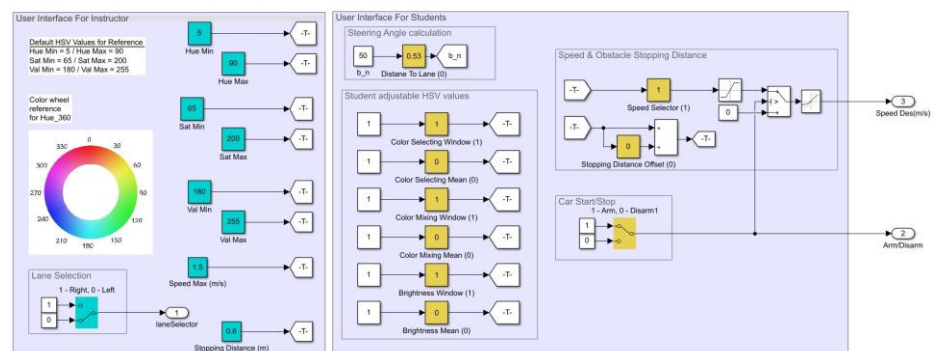 User Interface For Instructor
Default HSV Values for Reference
Hue Min = 5 / Hue Max = 90
Sat Min = 65 / Sat Max = 200
Val Min = 180 / Val Max = 255
5
-T-
Hue Min
90
-T-
Hue Max
Color wheel
reference
for Hue_360
65
-T-
Sat Min
200
-T-
Sat Max
0
30
60
90
120
150
180
210
240
270
300
330
180
-T-
Val Min
255
-T-
Val Max
1.5
-T-
Speed Max (m/s)
Lane Selection
1 - Right, 0 - Left
1
0
1
laneSelector
0.6
-T-
Stopping Distance (m)
User Interface For Students
Steering Angle calculation
50
0.53
b_n
b_n
Distane To Lane (0)
Student adjustable HSV values
1
1
-T-
Color Selecting Window (1)
1
0
-T-
Color Selecting Mean (0)
1
1
-T-
Color Mixing Window (1)
1
0
-T-
Color Mixing Mean (0)
1
1
-T-
Brightness Window (1)
1
0
-T-
Brightness Mean (0)
Speed & Obstacle Stopping Distance
-T-
1
Speed Selector (1)
0
>
3
Speed Des(m/s)
-T-
0
+
+
-T-
Stopping Distance Offset (0)
Car Start/Stop
1 - Arm, 0 - Disarm1
1
0
2
Arm/Disarm